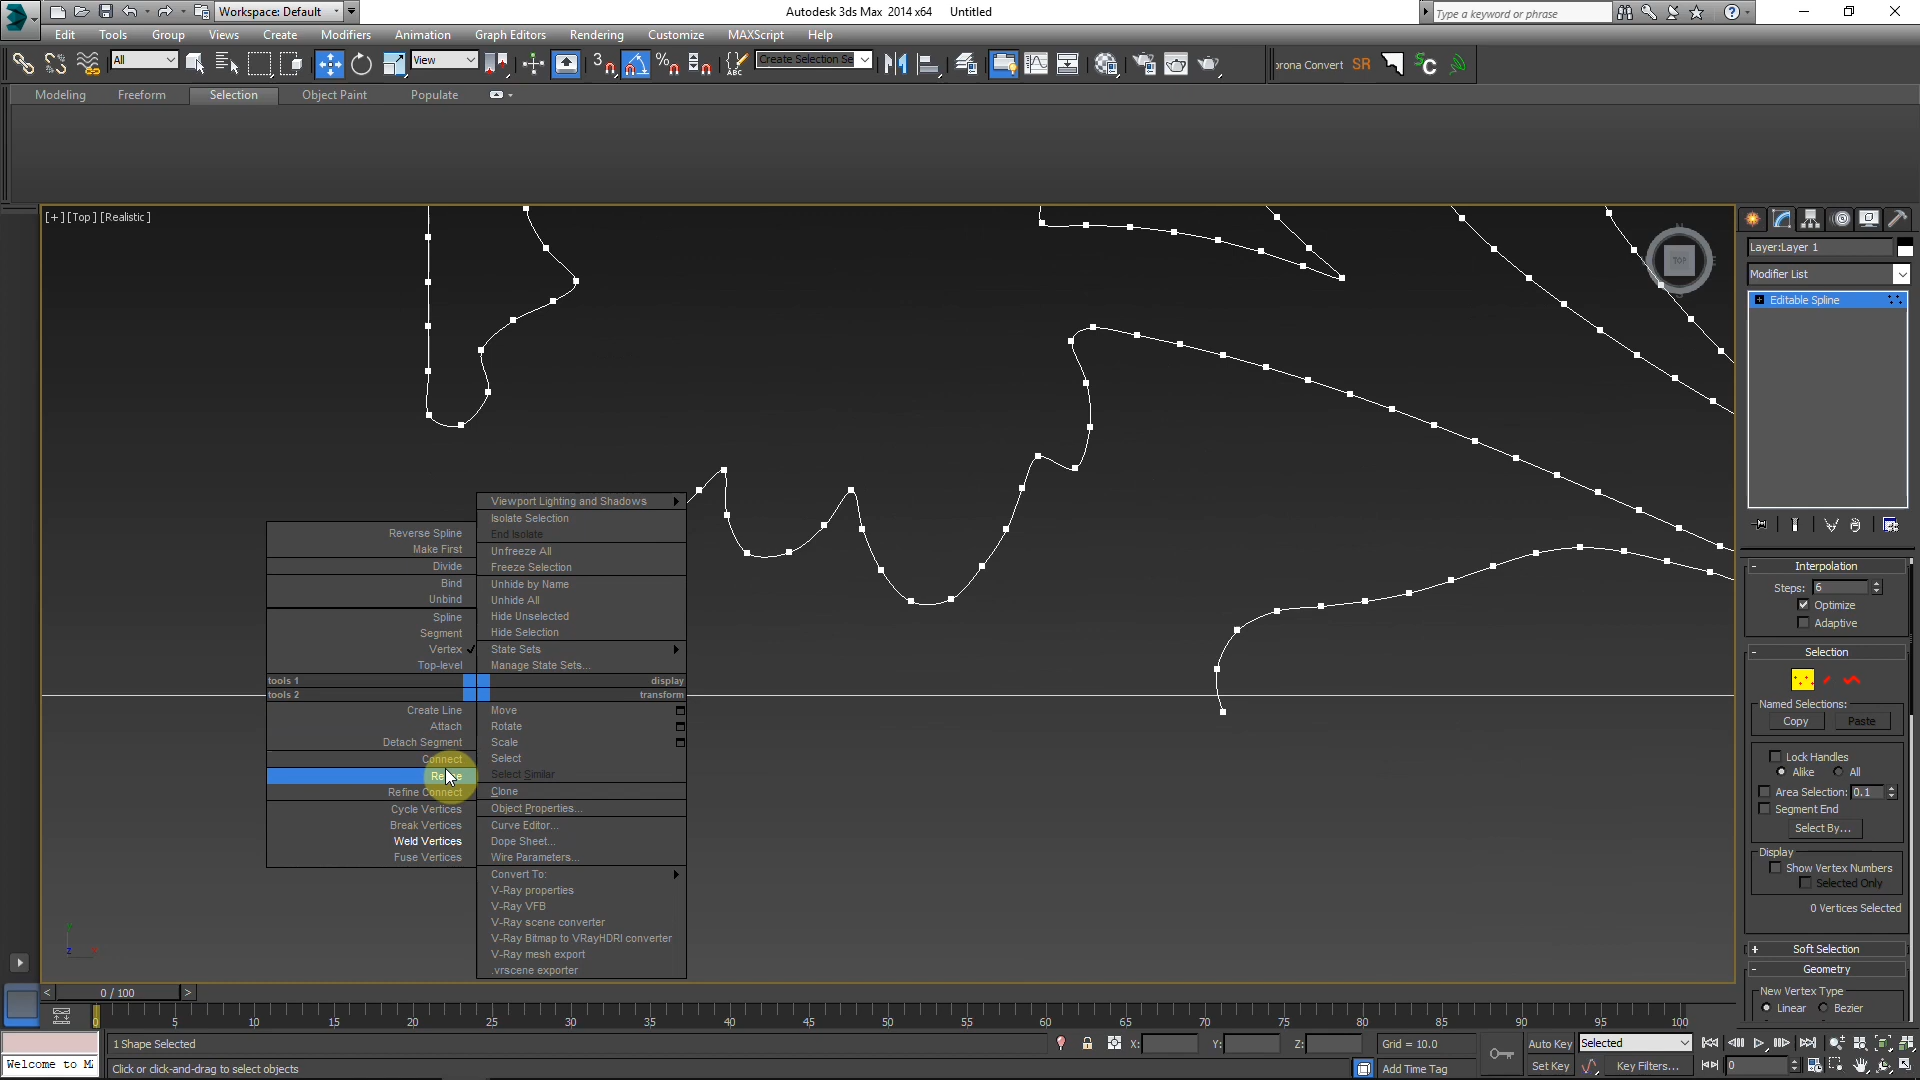 Workspace: Default
Autodesk 3ds Max 2014 x64 Untitled
Type a keyword or phrase
Edit Tools Group Views Create Modifiers Animation Graph Editors Rendering Customize MAXScript Help
All
View
3
Create Selection Se
ABC
orona Convert SR
Modeling Freeform Selection Object Paint Populate
[+] [Top] [Realistic]
TOP
Layer:Layer 1
Modifier List
Editable Spline
Viewport Lighting and Shadows
Isolate Selection
End Isolate
Unfreeze All
Freeze Selection
Unhide by Name
Unhide All
Hide Unselected
Hide Selection
State Sets
Manage State Sets...
display
transform
Reverse Spline
Make First
Divide
Bind
Unbind
Spline
Segment
Vertex
Top-level
tools 1
tools 2
Create Line
Attach
Detach Segment
Connect
Refine Connect
Cycle Vertices
Break Vertices
Weld Vertices
Fuse Vertices
Move
Rotate
Scale
Select
Select Similar
Clone
Object Properties...
Curve Editor...
Dope Sheet...
Wire Parameters...
Convert To:
V-Ray properties
V-Ray VFB
V-Ray scene converter
V-Ray Bitmap to VRayHDRI converter
V-Ray mesh export
.vrscene exporter
- Interpolation
Steps: 6
Optimize
Adaptive
- Selection
Named Selections:
Copy Paste
Lock Handles
Alike All
Area Selection: 0.1
Segment End
Select By...
Display
Show Vertex Numbers
Selected Only
0 Vertices Selected
+ Soft Selection
- Geometry
New Vertex Type
Linear Bezier
z
< 0 / 100 >
0 5 10 15 20 25 30 35 40 45 50 55 60 65 70 75 80 85 90 95 100
1 Shape Selected
X: Y: Z: Grid = 10.0
Auto Key Selected
Welcome to M
Click or click-and-drag to select objects
Add Time Tag
Set Key Key Filters... 0